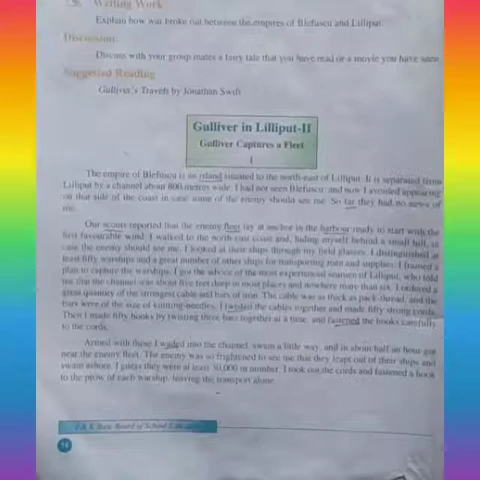 Writing Work
Explain how war broke out between the empires of Blefuscu and Lilliput.
Discussion:
Discuss with your group mates a fairy tale that you have read or a movie you have seen
Suggested Reading
Gulliver's Travels by Jonathan Swift
Gulliver in Lilliput-II
Gulliver Captures a Fleet
I
The empire of Blefuscu is an island situated to the north-east of Lilliput. It is separated from
Lilliput by a channel about 800 metres wide. I had not seen Blefuscu; and now I avoided appearing
on that side of the coast in case some of the enemy should see me. So far they had no news of
me.
Our scouts reported that the enemy fleet lay at anchor in the harbour ready to start with the
first favourable wind. I walked to the north-east coast and, hiding myself behind a small hill, in
case the enemy should see me. I looked at their ships through my field glasses. I distinguished at
least fifty warships and a great number of other ships for transporting men and supplies. I framed a
plan to capture the warships. I got the advice of the most experienced seamen of Lilliput, who told
me that the channel was about five feet deep in most places and nowhere more than six. I ordered a
great quantity of the strongest cable and bars of iron. The cable was as thick as pack-thread, and the
bars were of the size of knitting-needles. I twisted the cables together and made fifty strong cords.
Then I made fifty hooks by twisting three bars together at a time, and fastened the hooks carefully
to the cords.
Armed with these I waded into the channel, swam a little way, and in about half an hour got
near the enemy fleet. The enemy was so frightened to see me that they leapt out of their ships and
swam ashore. I guess they were at least 30,000 in number. I took out the cords and fastened a hook
to the prow of each warship, leaving the transport alone.
J & K State Board of School Education